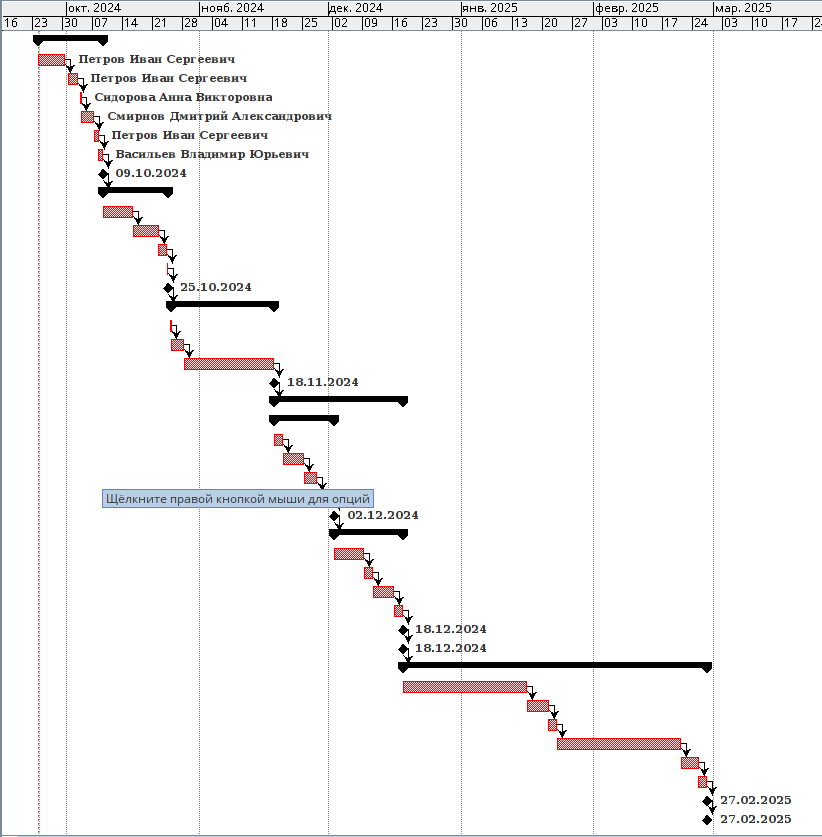 окт. 2024 нояб. 2024 дек. 2024 янв. 2025 февр. 2025 мар. 2025
16 23 30 07 14 21 28 04 11 18 25 02 09 16 23 30 06 13 20 27 03 10 17 24 03 10 17 24
Петров Иван Сергеевич
Петров Иван Сергеевич
Сидорова Анна Викторовна
Смирнов Дмитрий Александрович
Петров Иван Сергеевич
Васильев Владимир Юрьевич
09.10.2024
25.10.2024
18.11.2024
Щёлкните правой кнопкой мыши для опций
02.12.2024
18.12.2024
18.12.2024
27.02.2025
27.02.2025